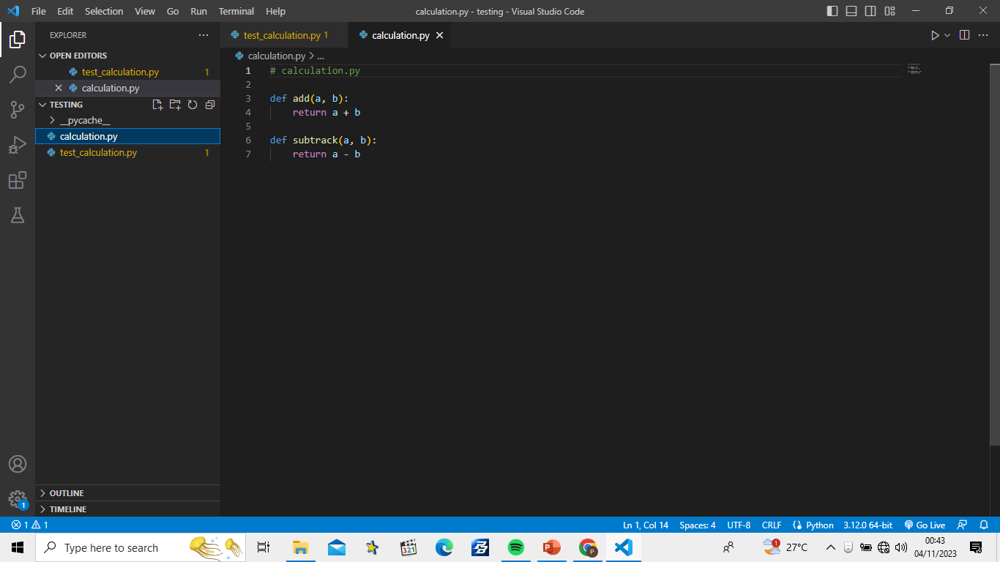 File Edit Selection View Go Run Terminal Help calculation.py - testing - Visual Studio Code
EXPLORER
test_calculation.py 1
calculation.py
OPEN EDITORS
test_calculation.py 1
calculation.py
TESTING
__pycache__
calculation.py
test_calculation.py 1
OUTLINE
TIMELINE
calculation.py > ...
1 # calculation.py
2
3 def add(a, b):
4 return a + b
5
6 def subtrack(a, b):
7 return a - b
1
1 1 Ln 1, Col 14 Spaces: 4 UTF-8 CRLF Python 3.12.0 64-bit Go Live
Type here to search
321
P
P
1
27°C
00:43
04/11/2023